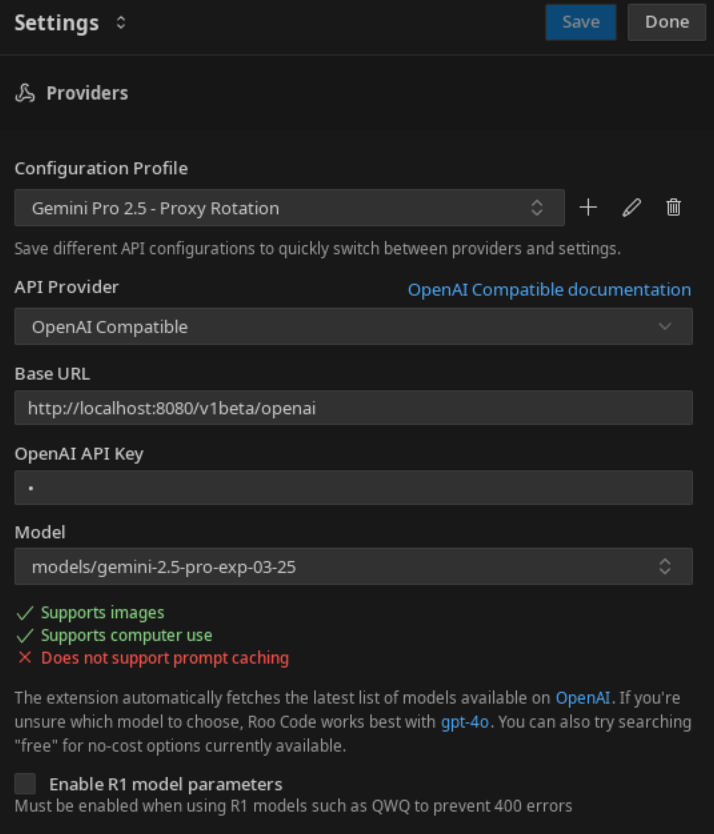 Settings
Save
Done
Providers
Configuration Profile
Gemini Pro 2.5 - Proxy Rotation
Save different API configurations to quickly switch between providers and settings.
API Provider
OpenAI Compatible documentation
OpenAI Compatible
Base URL
http://localhost:8080/v1beta/openai
OpenAI API Key
•
Model
models/gemini-2.5-pro-exp-03-25
Supports images
Supports computer use
Does not support prompt caching
The extension automatically fetches the latest list of models available on OpenAI. If you're
unsure which model to choose, Roo Code works best with gpt-4o. You can also try searching
"free" for no-cost options currently available.
Enable R1 model parameters
Must be enabled when using R1 models such as QWQ to prevent 400 errors